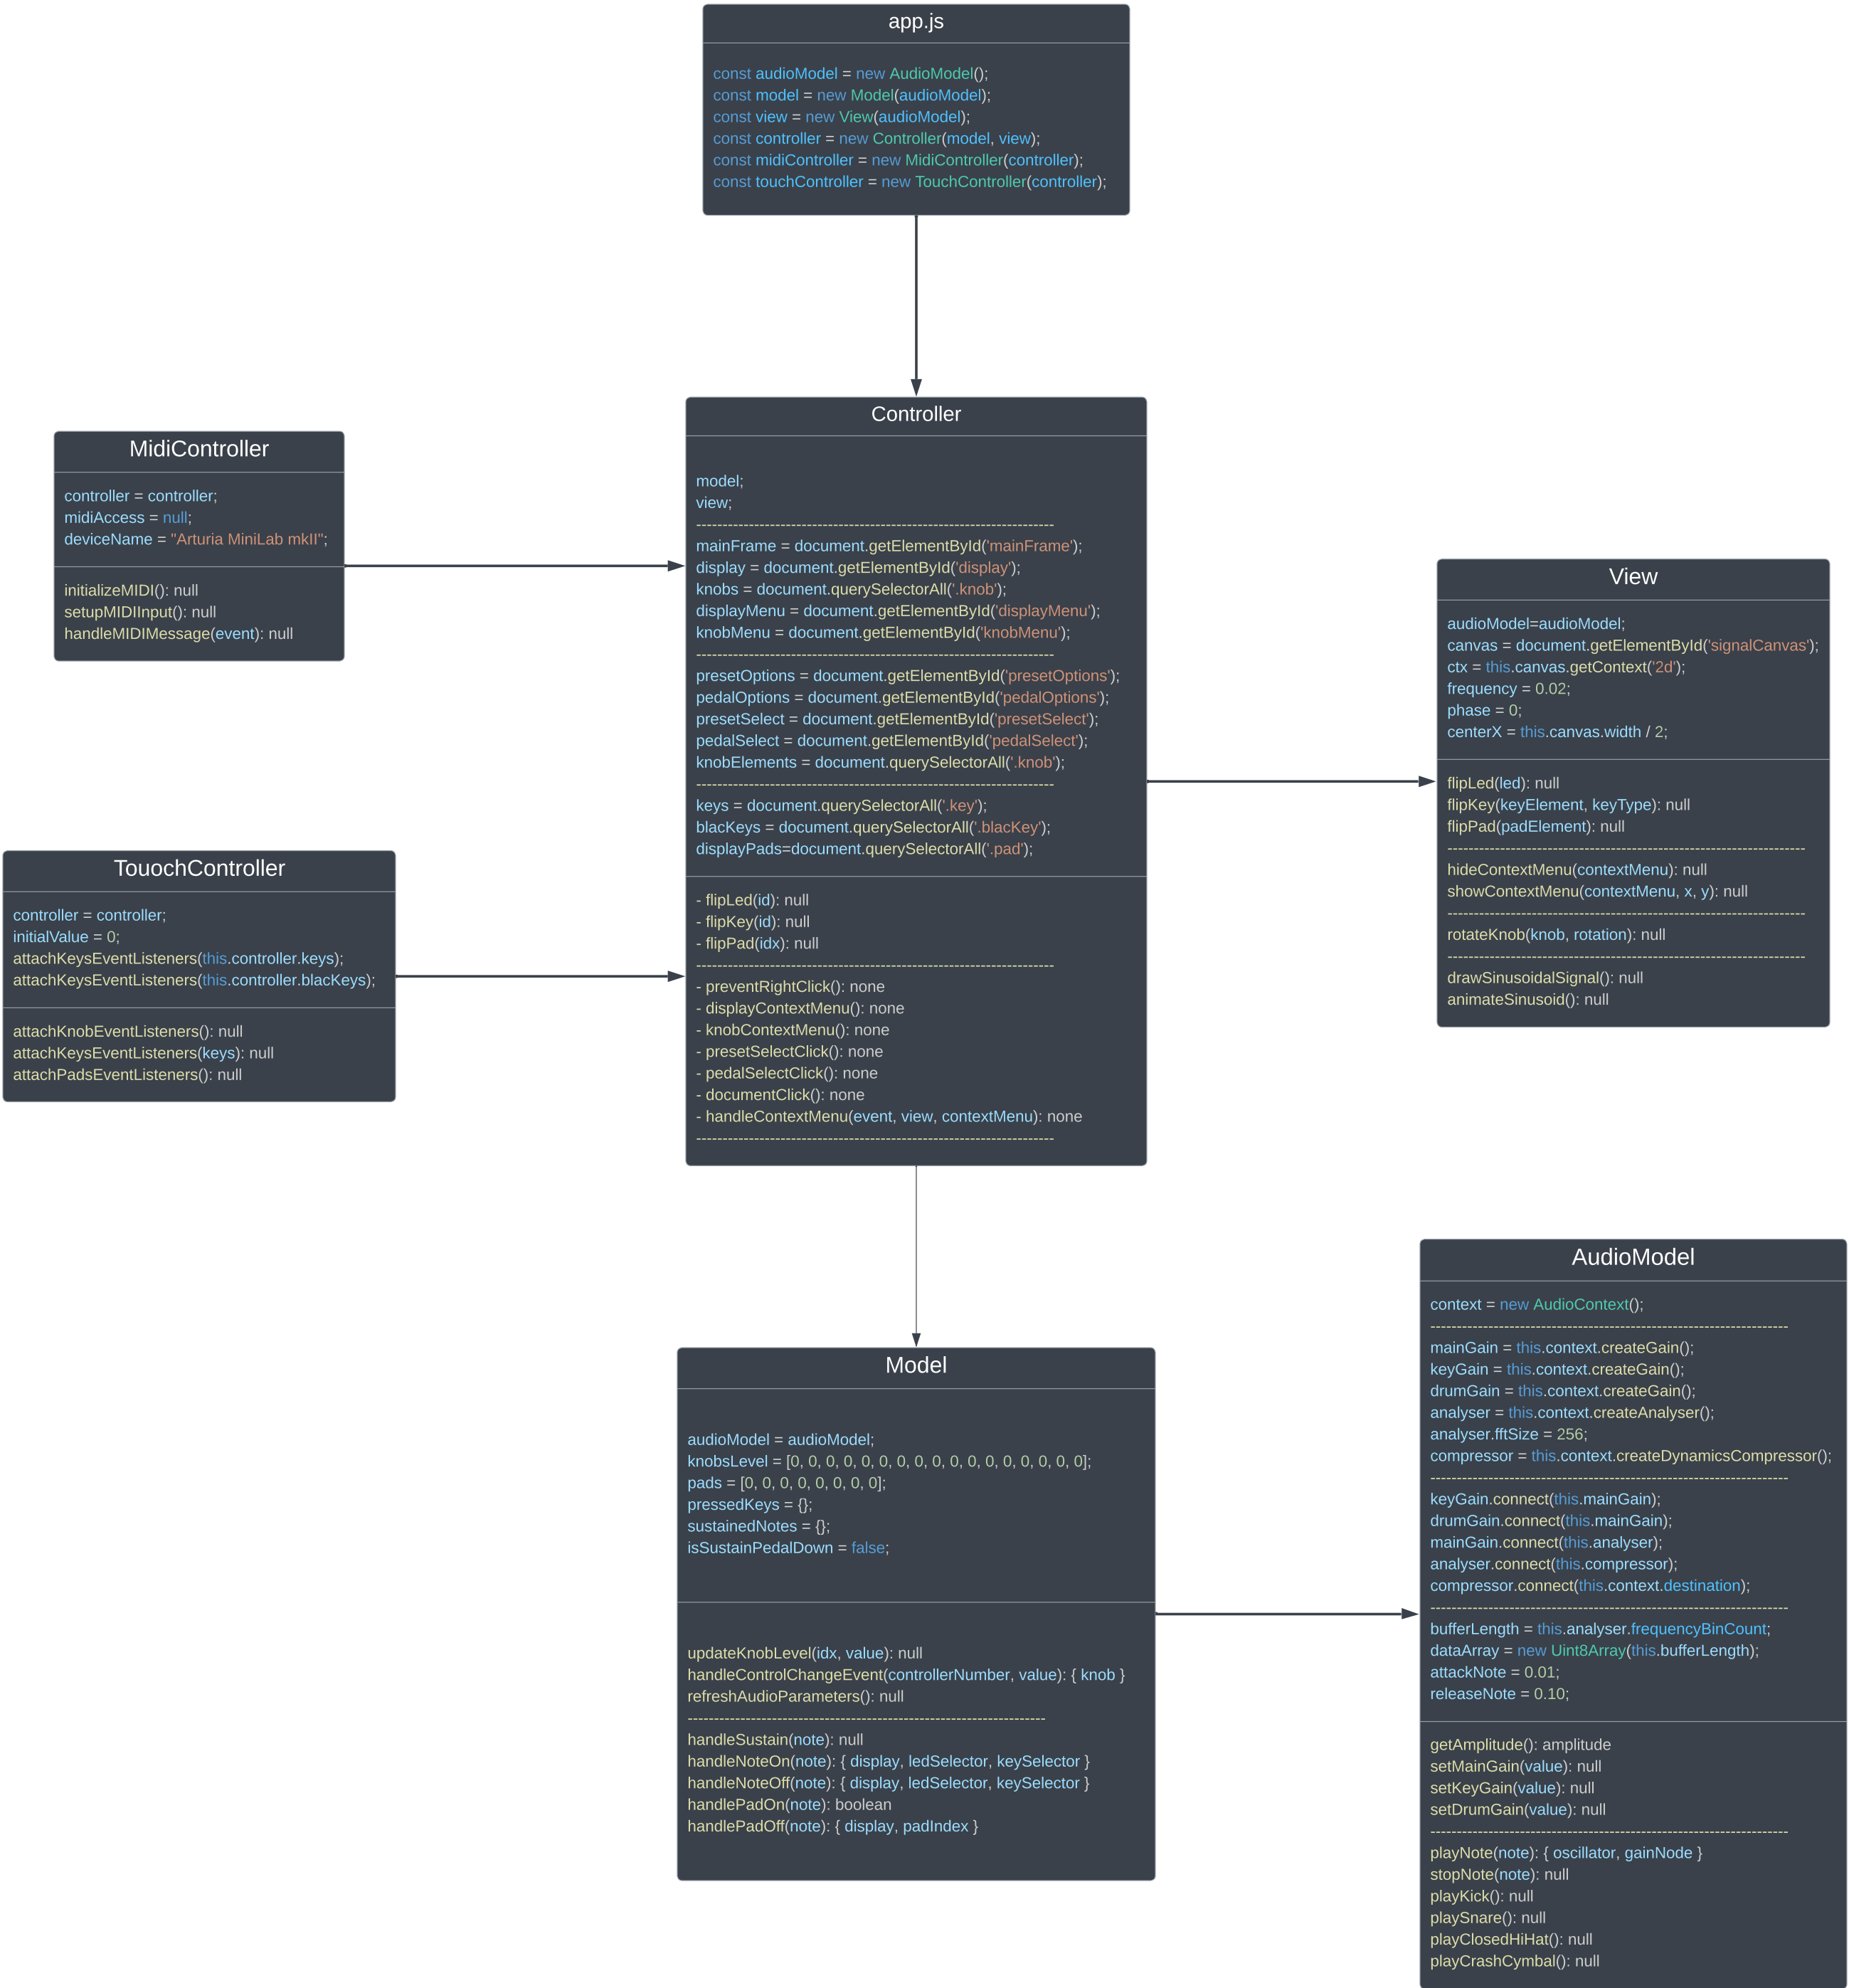 app.js
const audioModel = new AudioModel();
const model = new Model(audioModel);
const view = new View(audioModel);
const controller = new Controller(model, view);
const midiController = new MidiController(controller);
const touchController = new TouchController(controller);
MidiController
controller = controller;
midiAccess = null;
deviceName = "Arturia MiniLab mkII";
initializeMIDI(): null
setupMIDIInput(): null
handleMIDIMessage(event): null
TouochController
controller = controller;
initialValue = 0;
attachKeysEventListeners(this.controller.keys);
attachKeysEventListeners(this.controller.blacKeys);
attachKnobEventListeners(): null
attachKeysEventListeners(keys): null
attachPadsEventListeners(): null
Controller
model;
view;
--------------------------------------------------------------------
mainFrame = document.getElementById('mainFrame');
display = document.getElementById('display');
knobs = document.querySelectorAll('.knob');
displayMenu = document.getElementById('displayMenu');
knobMenu = document.getElementById('knobMenu');
--------------------------------------------------------------------
presetOptions = document.getElementById('presetOptions');
pedalOptions = document.getElementById('pedalOptions');
presetSelect = document.getElementById('presetSelect');
pedalSelect = document.getElementById('pedalSelect');
knobElements = document.querySelectorAll('.knob');
--------------------------------------------------------------------
keys = document.querySelectorAll('.key');
blacKeys = document.querySelectorAll('.blacKey');
displayPads=document.querySelectorAll('.pad');
- flipLed(id): null
- flipKey(id): null
- flipPad(idx): null
--------------------------------------------------------------------
- preventRightClick(): none
- displayContextMenu(): none
- knobContextMenu(): none
- presetSelectClick(): none
- pedalSelectClick(): none
- documentClick(): none
- handleContextMenu(event, view, contextMenu): none
--------------------------------------------------------------------
View
audioModel=audioModel;
canvas = document.getElementById('signalCanvas');
ctx = this.canvas.getContext('2d');
frequency = 0.02;
phase = 0;
centerX = this.canvas.width / 2;
flipLed(led): null
flipKey(keyElement, keyType): null
flipPad(padElement): null
--------------------------------------------------------------------
hideContextMenu(contextMenu): null
showContextMenu(contextMenu, x, y): null
--------------------------------------------------------------------
rotateKnob(knob, rotation): null
--------------------------------------------------------------------
drawSinusoidalSignal(): null
animateSinusoid(): null
Model
audioModel = audioModel;
knobsLevel = [0, 0, 0, 0, 0, 0, 0, 0, 0, 0, 0, 0, 0, 0, 0, 0, 0];
pads = [0, 0, 0, 0, 0, 0, 0, 0];
pressedKeys = {};
sustainedNotes = {};
isSustainPedalDown = false;
updateKnobLevel(idx, value): null
handleControlChangeEvent(controllerNumber, value): { knob }
refreshAudioParameters(): null
--------------------------------------------------------------------
handleSustain(note): null
handleNoteOn(note): { display, ledSelector, keySelector }
handleNoteOff(note): { display, ledSelector, keySelector }
handlePadOn(note): boolean
handlePadOff(note): { display, padIndex }
AudioModel
context = new AudioContext();
--------------------------------------------------------------------
mainGain = this.context.createGain();
keyGain = this.context.createGain();
drumGain = this.context.createGain();
analyser = this.context.createAnalyser();
analyser.fftSize = 256;
compressor = this.context.createDynamicsCompressor();
--------------------------------------------------------------------
keyGain.connect(this.mainGain);
drumGain.connect(this.mainGain);
mainGain.connect(this.analyser);
analyser.connect(this.compressor);
compressor.connect(this.context.destination);
--------------------------------------------------------------------
bufferLength = this.analyser.frequencyBinCount;
dataArray = new Uint8Array(this.bufferLength);
attackNote = 0.01;
releaseNote = 0.10;
getAmplitude(): amplitude
setMainGain(value): null
setKeyGain(value): null
setDrumGain(value): null
--------------------------------------------------------------------
playNote(note): { oscillator, gainNode }
stopNote(note): null
playKick(): null
playSnare(): null
playClosedHiHat(): null
playCrashCymbal(): null